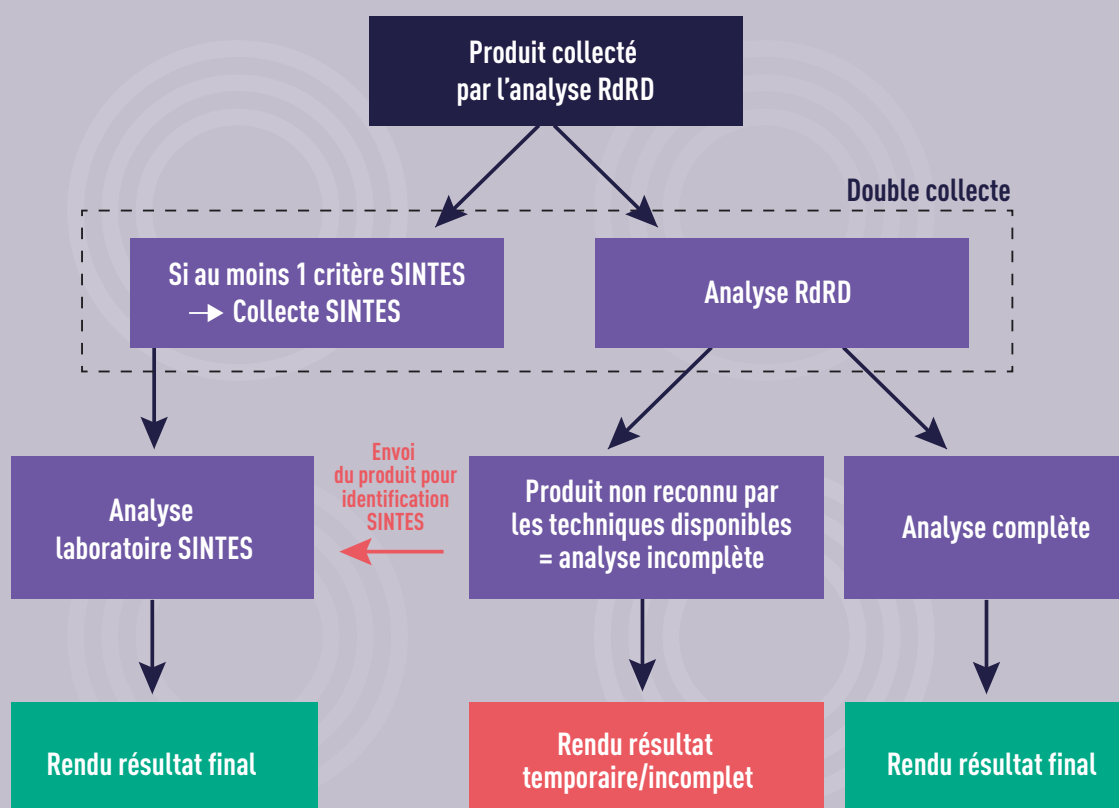 Produit collecté
par l’analyse RdRD
Double collecte
Si au moins 1 critère SINTES
→ Collecte SINTES
Analyse RdRD
Envoi
du produit pour
identification
SINTES
Analyse
laboratoire SINTES
Produit non reconnu par
les techniques disponibles
= analyse incomplète
Analyse complète
Rendu résultat final
Rendu résultat
temporaire/incomplet
Rendu résultat final